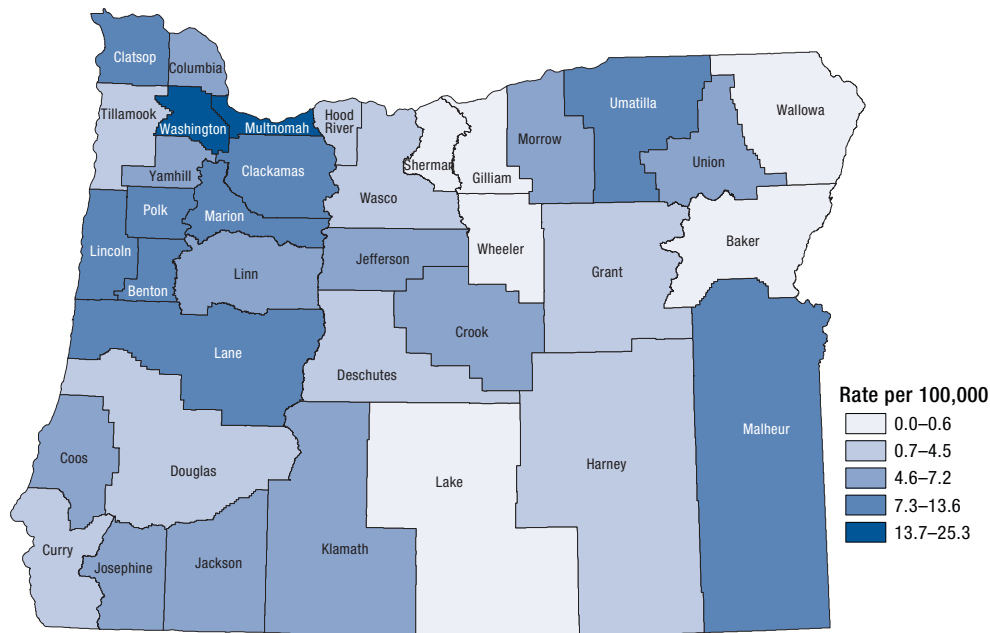 Clatsop
Columbia
Tillamook
Washington
Multnomah
Hood
River
Sherman
Gilliam
Morrow
Umatilla
Union
Wallowa
Yamhill
Clackamas
Wasco
Polk
Marion
Lincoln
Benton
Linn
Jefferson
Wheeler
Grant
Baker
Crook
Lane
Deschutes
Malheur
Coos
Douglas
Lake
Harney
Curry
Josephine
Jackson
Klamath
Rate per 100,000
0.0–0.6
0.7–4.5
4.6–7.2
7.3–13.6
13.7–25.3